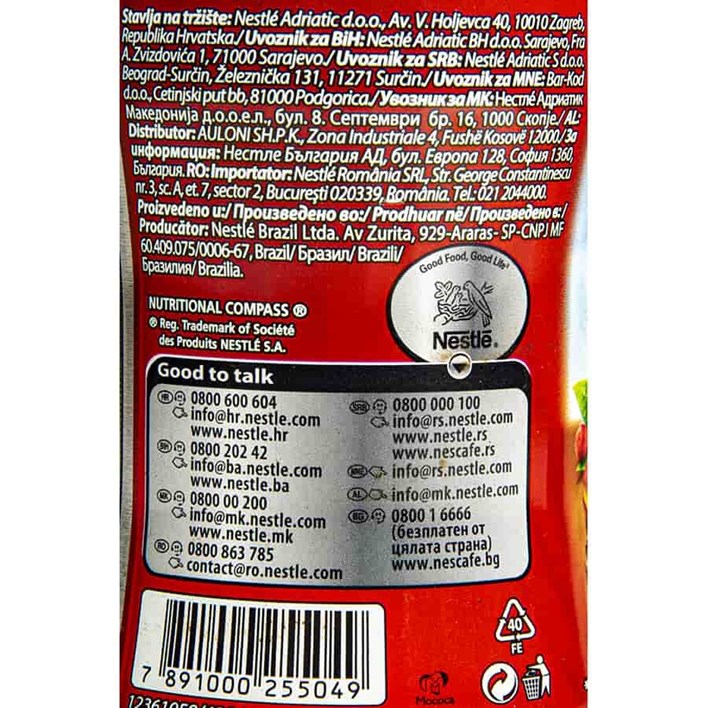 Stavlja na tržište: Nestlé Adriatic d.o.o., Av. V. Holjevca 40, 10010 Zagreb,
Republika Hrvatska./Uvoznik za BiH: Nestlé Adriatic BH d.o.o. Sarajevo, Fra
A. Zvizdovića 1, 71000 Sarajevo./Uvoznik za SRB: Nestlé Adriatic S d.o.o.
Beograd-Surčin, Železnička 131, 11271 Surčin./Uvoznik za MNE: Bar-Kod
d.o.o., Cetinjski put bb, 81000 Podgorica./Увозник за МК: Нестле Адриатик
Македонија д.о.о.ел., бул. 8. Септември бр. 16, 1000 Скопје./AL:
Distributor: AULONI SH.P.K., Zona Industriale 4, Fushë Kosovë 12000./За
информация: Нестле България АД, бул. Европа 128, София 1360,
България. RO: Importator: Nestlé România SRL, Str. George Constantinescu
nr. 3, sc. A, et. 7, sector 2, Bucureşti 020339, România. Tel.: 021 2044000.
Proizvedeno u:/Произведено во:/Prodhuar në/Произведено в:/
Producător: Nestlé Brazil Ltda. Av Zurita, 929-Araras- SP-CNPJ MF
60.409.075/0006-67, Brazil/ Бразил/ Brazili/
Бразилия/ Brazilia.
Good Food, Good Life®
Nestlé®
NUTRITIONAL COMPASS ®
® Reg. Trademark of Société
des Produits NESTLÉ S.A.
Good to talk
HR 0800 600 604
info@hr.nestle.com
www.nestle.hr
BIH 0800 202 42
info@ba.nestle.com
www.nestle.ba
MK 0800 00 200
info@mk.nestle.com
www.nestle.mk
RO 0800 863 785
contact@ro.nestle.com
SRB 0800 000 100
info@rs.nestle.com
www.nestle.rs
www.nescafe.rs
MNE info@rs.nestle.com
AL info@mk.nestle.com
BG 0800 1 6666
(безплатен от
цялата страна)
www.nescafe.bg
7 891000 255049
Mococa
40
FE